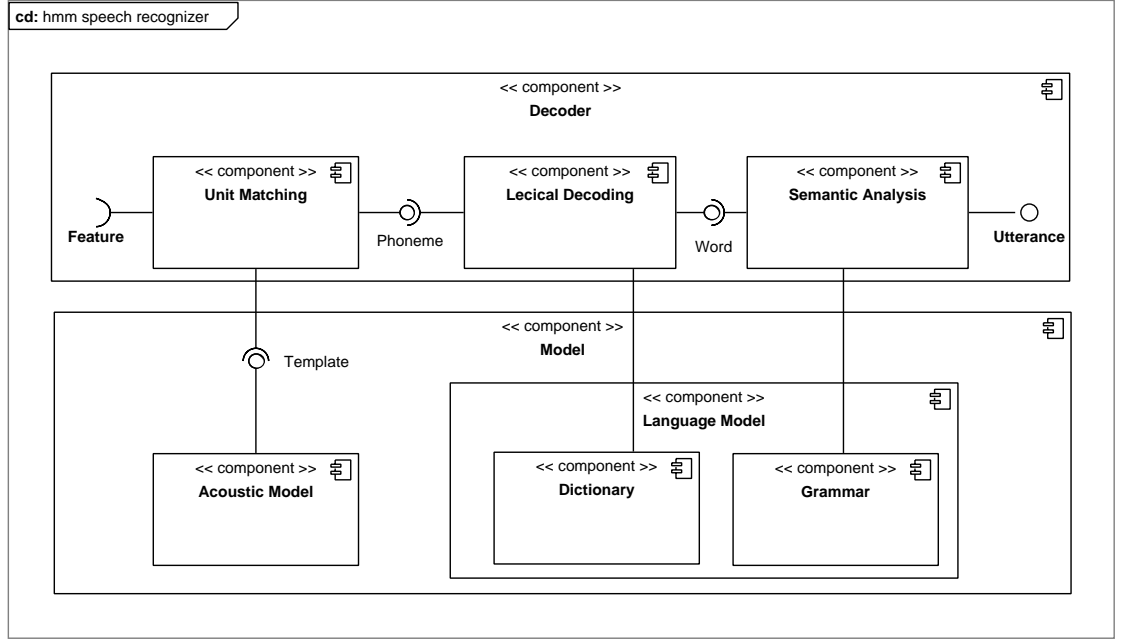 cd: hmm speech recognizer
<< component >>
Decoder
<< component >>
Unit Matching
<< component >>
Lecical Decoding
<< component >>
Semantic Analysis
Feature
Phoneme
Word
Utterance
<< component >>
Model
Template
<< component >>
Language Model
<< component >>
Acoustic Model
<< component >>
Dictionary
<< component >>
Grammar